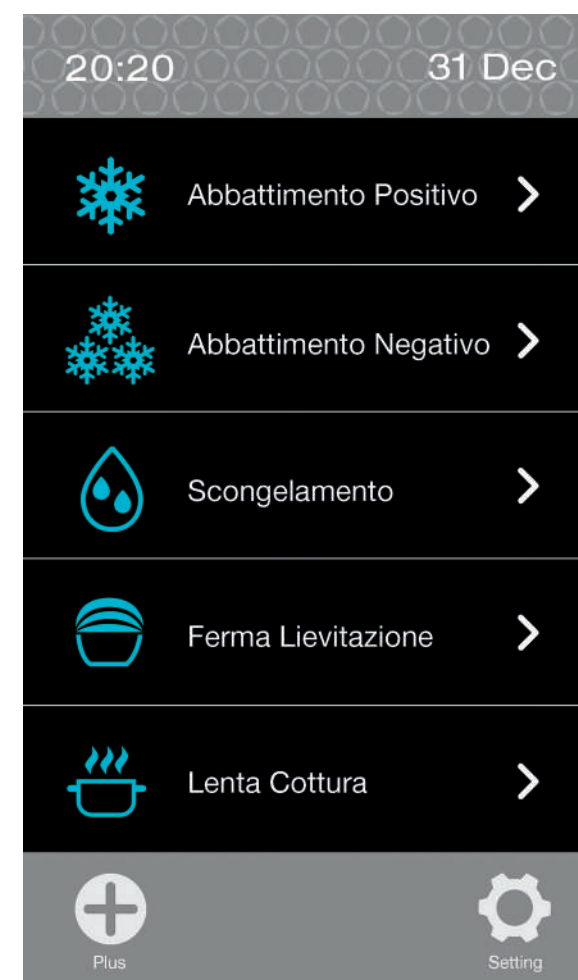 20:20 31 Dec
Abbattimento Positivo
Abbattimento Negativo
Scongelamento
Ferma Lievitazione
Lenta Cottura
Plus Setting